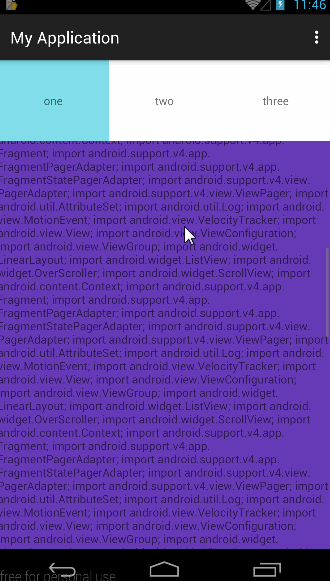 11:46
My Application
one
two
three
android.content.Context; import android.support.v4.app.
Fragment; import android.support.v4.app.
FragmentPagerAdapter; import android.support.v4.app.
FragmentStatePagerAdapter; import android.support.v4.view.
PagerAdapter; import android.support.v4.view.ViewPager; import
android.util.AttributeSet; import android.util.Log; import android.
view.MotionEvent; import android.view.VelocityTracker; import
android.view.View; import android.view.ViewConfiguration;
import android.view.ViewGroup; import android.widget.
LinearLayout; import android.widget.ListView; import android.
widget.OverScroller; import android.widget.ScrollView; import
android.content.Context; import android.support.v4.app.
Fragment; import android.support.v4.app.
FragmentPagerAdapter; import android.support.v4.app.
FragmentStatePagerAdapter; import android.support.v4.view.
PagerAdapter; import android.support.v4.view.ViewPager; import
android.util.AttributeSet; import android.util.Log; import android.
view.MotionEvent; import android.view.VelocityTracker; import
android.view.View; import android.view.ViewConfiguration;
import android.view.ViewGroup; import android.widget.
LinearLayout; import android.widget.ListView; import android.
widget.OverScroller; import android.widget.ScrollView; import
android.content.Context; import android.support.v4.app.
Fragment; import android.support.v4.app.
FragmentPagerAdapter; import android.support.v4.app.
FragmentStatePagerAdapter; import android.support.v4.view.
PagerAdapter; import android.support.v4.view.ViewPager; import
android.util.AttributeSet; import android.util.Log; import android.
view.MotionEvent; import android.view.VelocityTracker; import
android.view.View; import android.view.ViewConfiguration;
import android.view.ViewGroup; import android.widget.
free for personal use